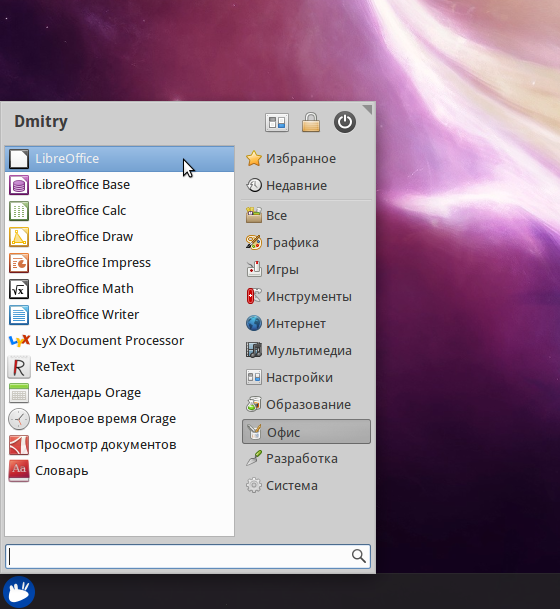 Dmitry
LibreOffice
LibreOffice Base
LibreOffice Calc
LibreOffice Draw
LibreOffice Impress
LibreOffice Math
LibreOffice Writer
LyX Document Processor
ReText
Календарь Orage
Мировое время Orage
Просмотр документов
Словарь
Избранное
Недавние
Все
Графика
Игры
Инструменты
Интернет
Мультимедиа
Настройки
Образование
Офис
Разработка
Система